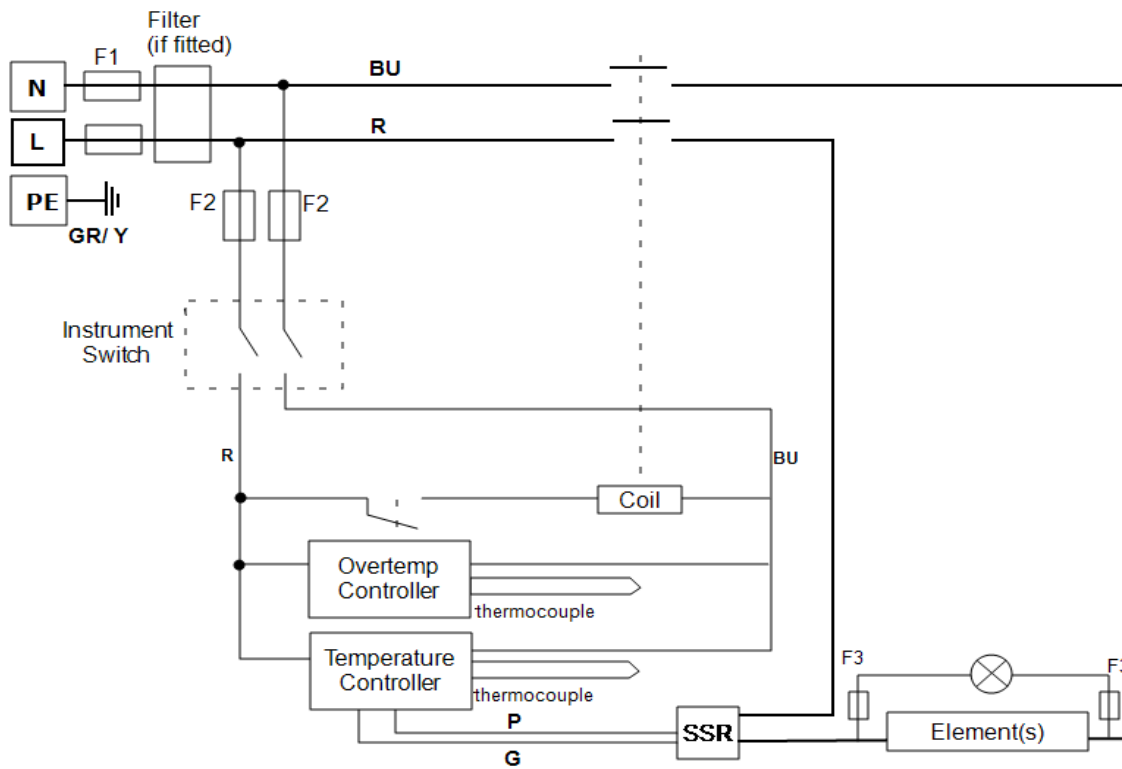 Filter
(if fitted)
F1
N
BU
L
R
PE
GR/ Y
F2
F2
Instrument
Switch
R
BU
Coil
Overtemp
Controller
thermocouple
Temperature
Controller
thermocouple
P
G
SSR
F3
F3
Element(s)